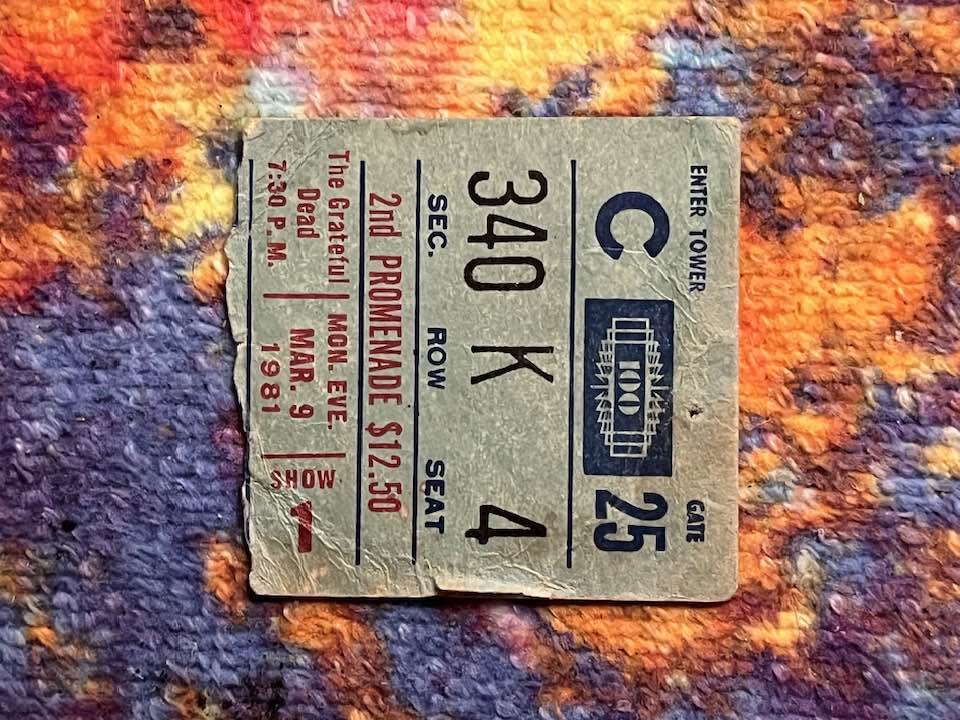 ENTER TOWER GATE
C 100 25
340 K 4
SEC. ROW SEAT
2nd PROMENADE $12.50
The Grateful MON. EVE.
Dead MAR. 9
7:30 P.M. 1981
SHOW
1